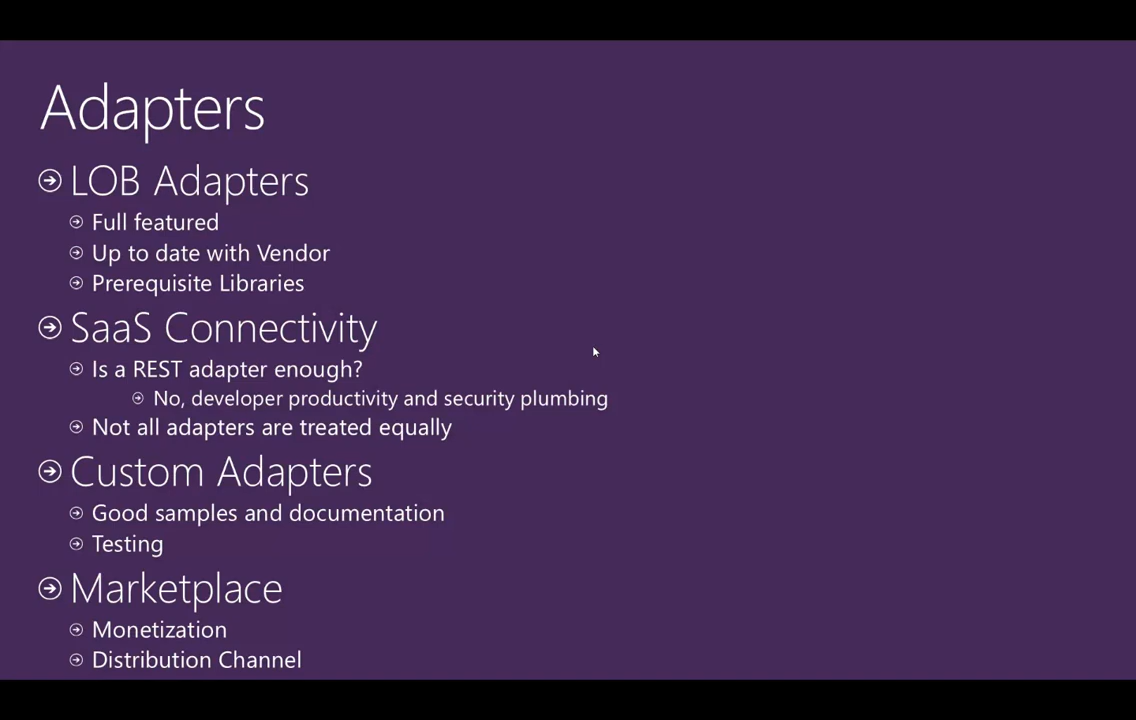 Adapters
LOB Adapters
Full featured
Up to date with Vendor
Prerequisite Libraries
SaaS Connectivity
Is a REST adapter enough?
No, developer productivity and security plumbing
Not all adapters are treated equally
Custom Adapters
Good samples and documentation
Testing
Marketplace
Monetization
Distribution Channel